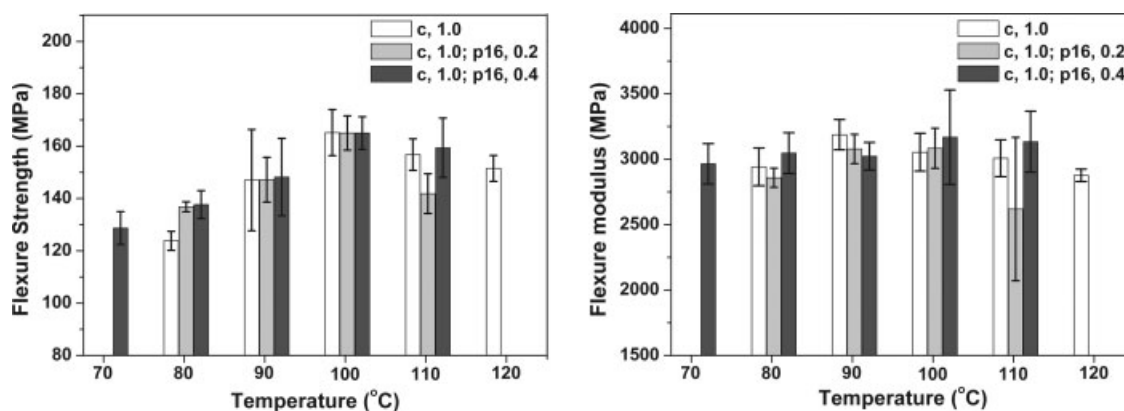 Flexure Strength (MPa)
200
180
160
140
120
100
80
70 80 90 100 110 120
Temperature (°C)
c, 1.0
c, 1.0; p16, 0.2
c, 1.0; p16, 0.4
Flexure modulus (MPa)
4000
3500
3000
2500
2000
1500
70 80 90 100 110 120
Temperature (°C)
c, 1.0
c, 1.0; p16, 0.2
c, 1.0; p16, 0.4